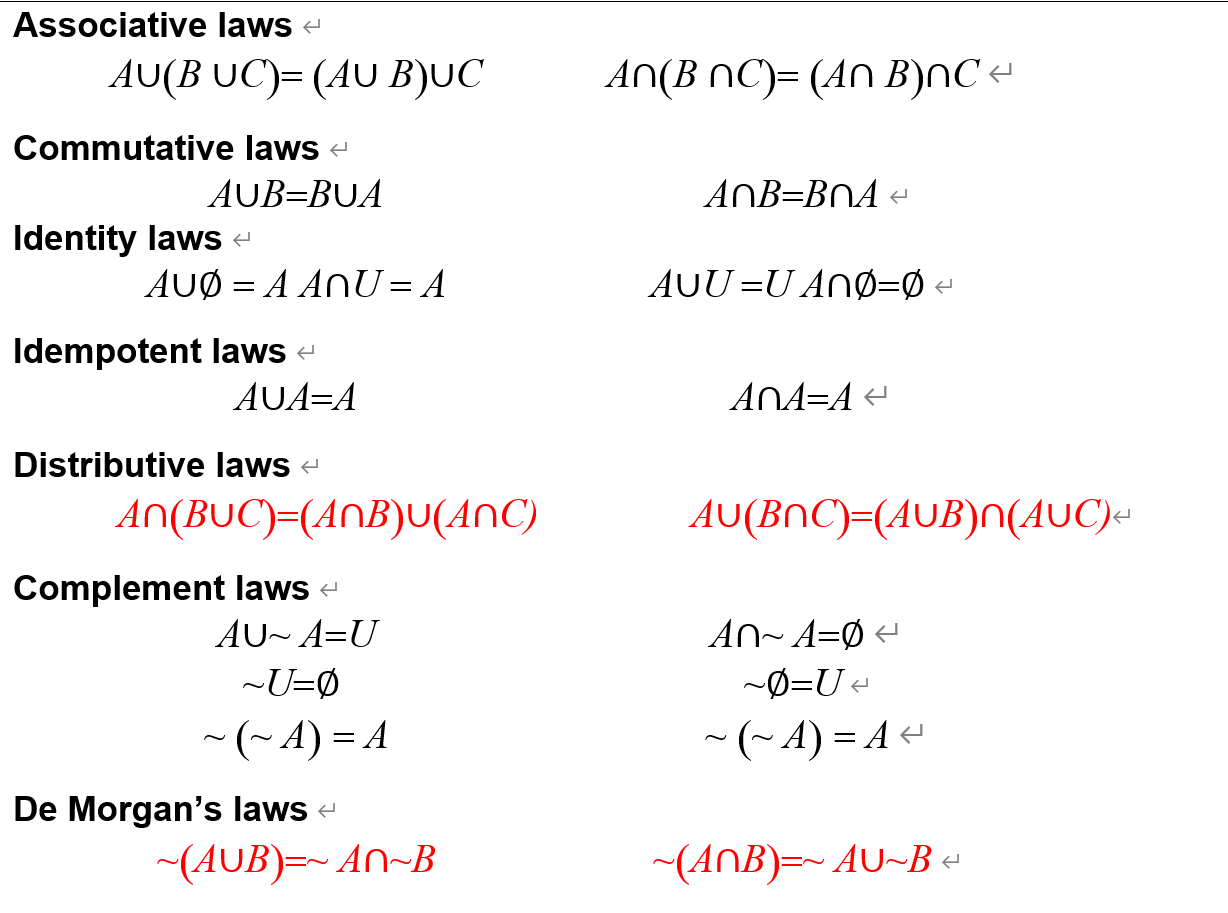 Associative laws ↵
A∪(B ∪C)= (A∪ B)∪C A∩(B ∩C)= (A∩ B)∩C ↵
Commutative laws ↵
A∪B=B∪A A∩B=B∩A ↵
Identity laws ↵
A∪∅ = A A∩U = A A∪U =U A∩∅=∅ ↵
Idempotent laws ↵
A∪A=A A∩A=A ↵
Distributive laws ↵
A∩(B∪C)=(A∩B)∪(A∩C) A∪(B∩C)=(A∪B)∩(A∪C)↵
Complement laws ↵
A∪~ A=U A∩~ A=∅ ↵
~U=∅ ~∅=U ↵
~ (~ A) = A ~ (~ A) = A ↵
De Morgan’s laws ↵
~(A∪B)=~ A∩~B ~(A∩B)=~ A∪~B ↵